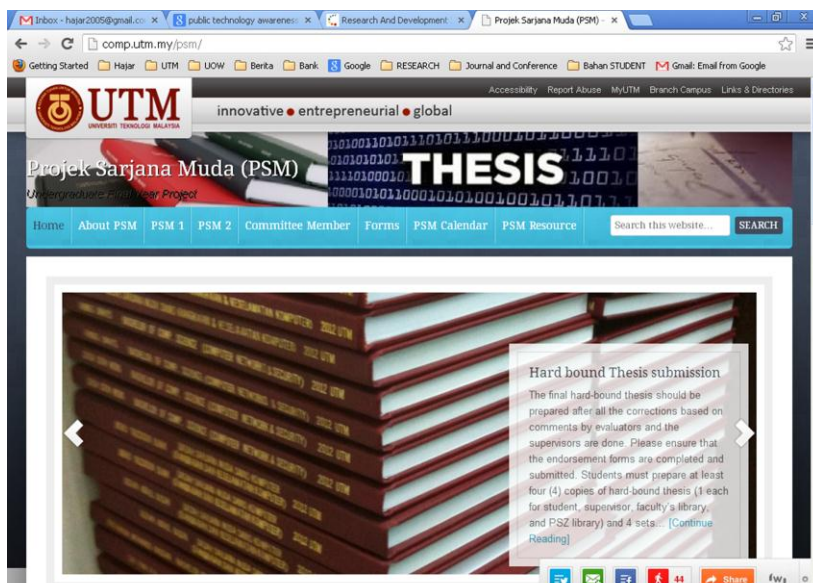 Inbox - hajar2005@gmail.co
public technology awareness
Research And Development
Projek Sarjana Muda (PSM) -
comp.utm.my/psm/
Getting Started Hajar UTM UOW Berita Bank Google RESEARCH Journal and Conference Bahan STUDENT Gmail: Email from Google
Accessibility Report Abuse MyUTM Branch Campus Links & Directories
UTM
UNIVERSITI TEKNOLOGI MALAYSIA
innovative ● entrepreneurial ● global
Projek Sarjana Muda (PSM)
Undergraduate Final Year Project
THESIS
Home About PSM PSM 1 PSM 2 Committee Member Forms PSM Calendar PSM Resource Search this website... SEARCH
Hard bound Thesis submission
The final hard-bound thesis should be
prepared after all the corrections based on
comments by evaluators and the
supervisors are done. Please ensure that
the endorsement forms are completed and
submitted. Students must prepare at least
four (4) copies of hard-bound thesis (1 each
for student, supervisor, faculty's library,
and PSZ library) and 4 sets... [Continue
Reading]
44 Share